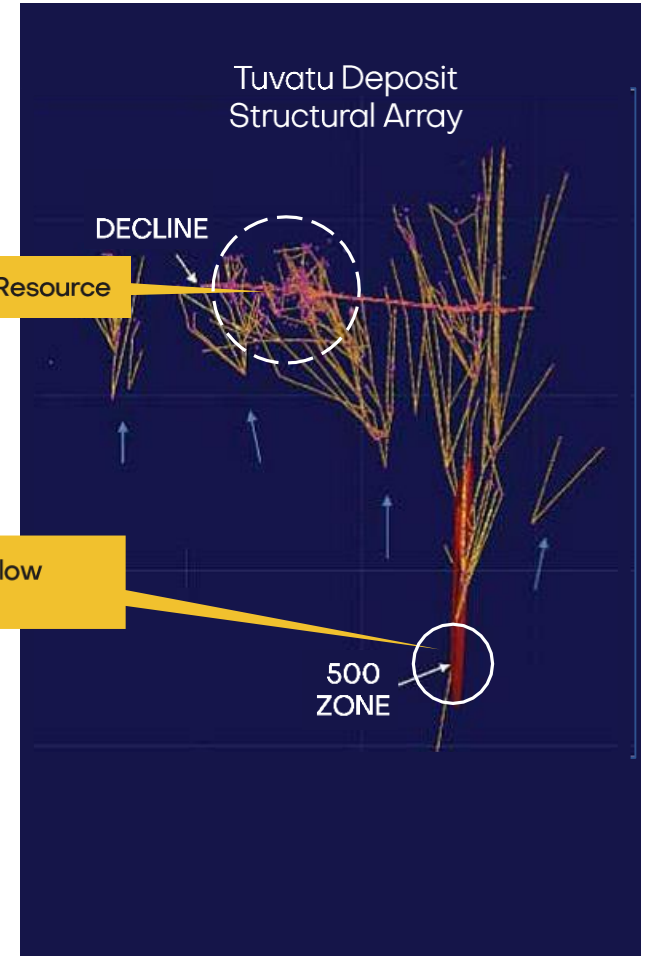 Tuvatu Deposit
Structural Array
DECLINE
Resource
low
500
ZONE